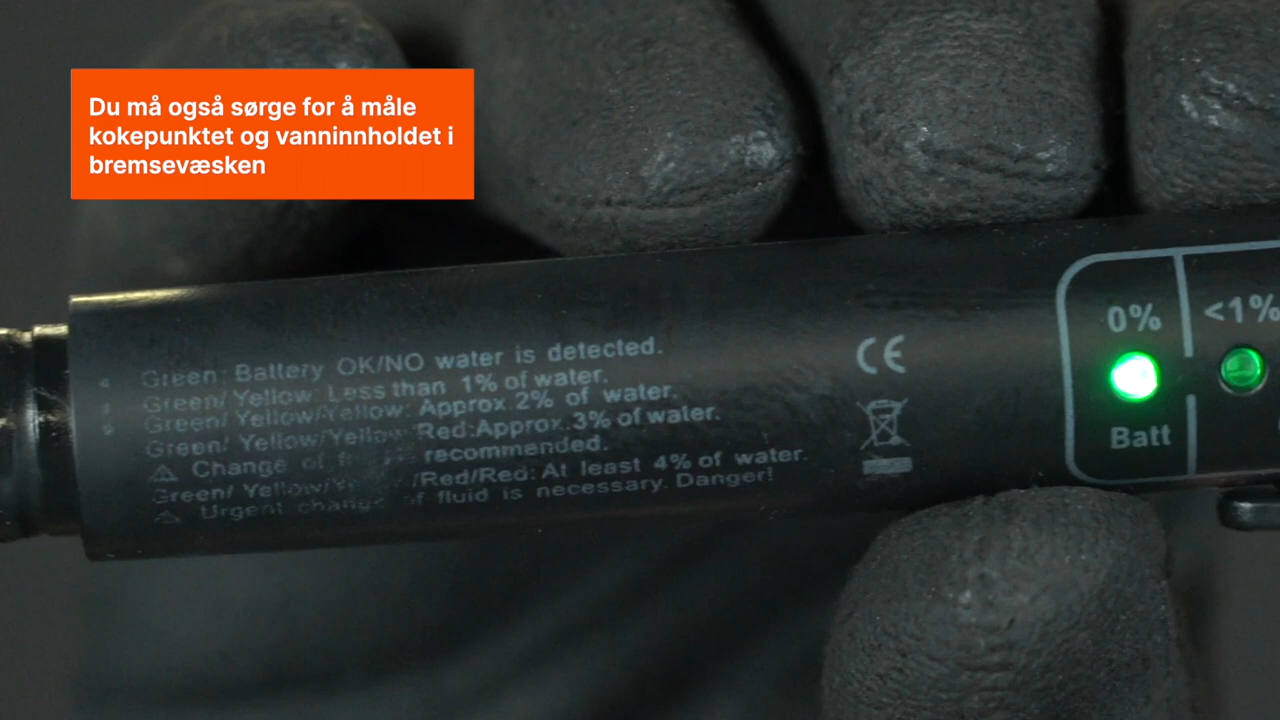 Du må også sørge for å måle
kokepunktet og vanninnholdet i
bremsevæsken
Green: Battery OK/NO water is detected.
Green/ Yellow: Less than 1% of water.
Green/ Yellow/Yellow: Approx.2% of water.
Green/ Yellow/Yellow Red:Approx.3% of water.
Change of recommended.
Green/ Yellow/ /Red/Red: At least 4% of water.
Urgent change of fluid is necessary. Danger!
CE
0%
<1%
Batt